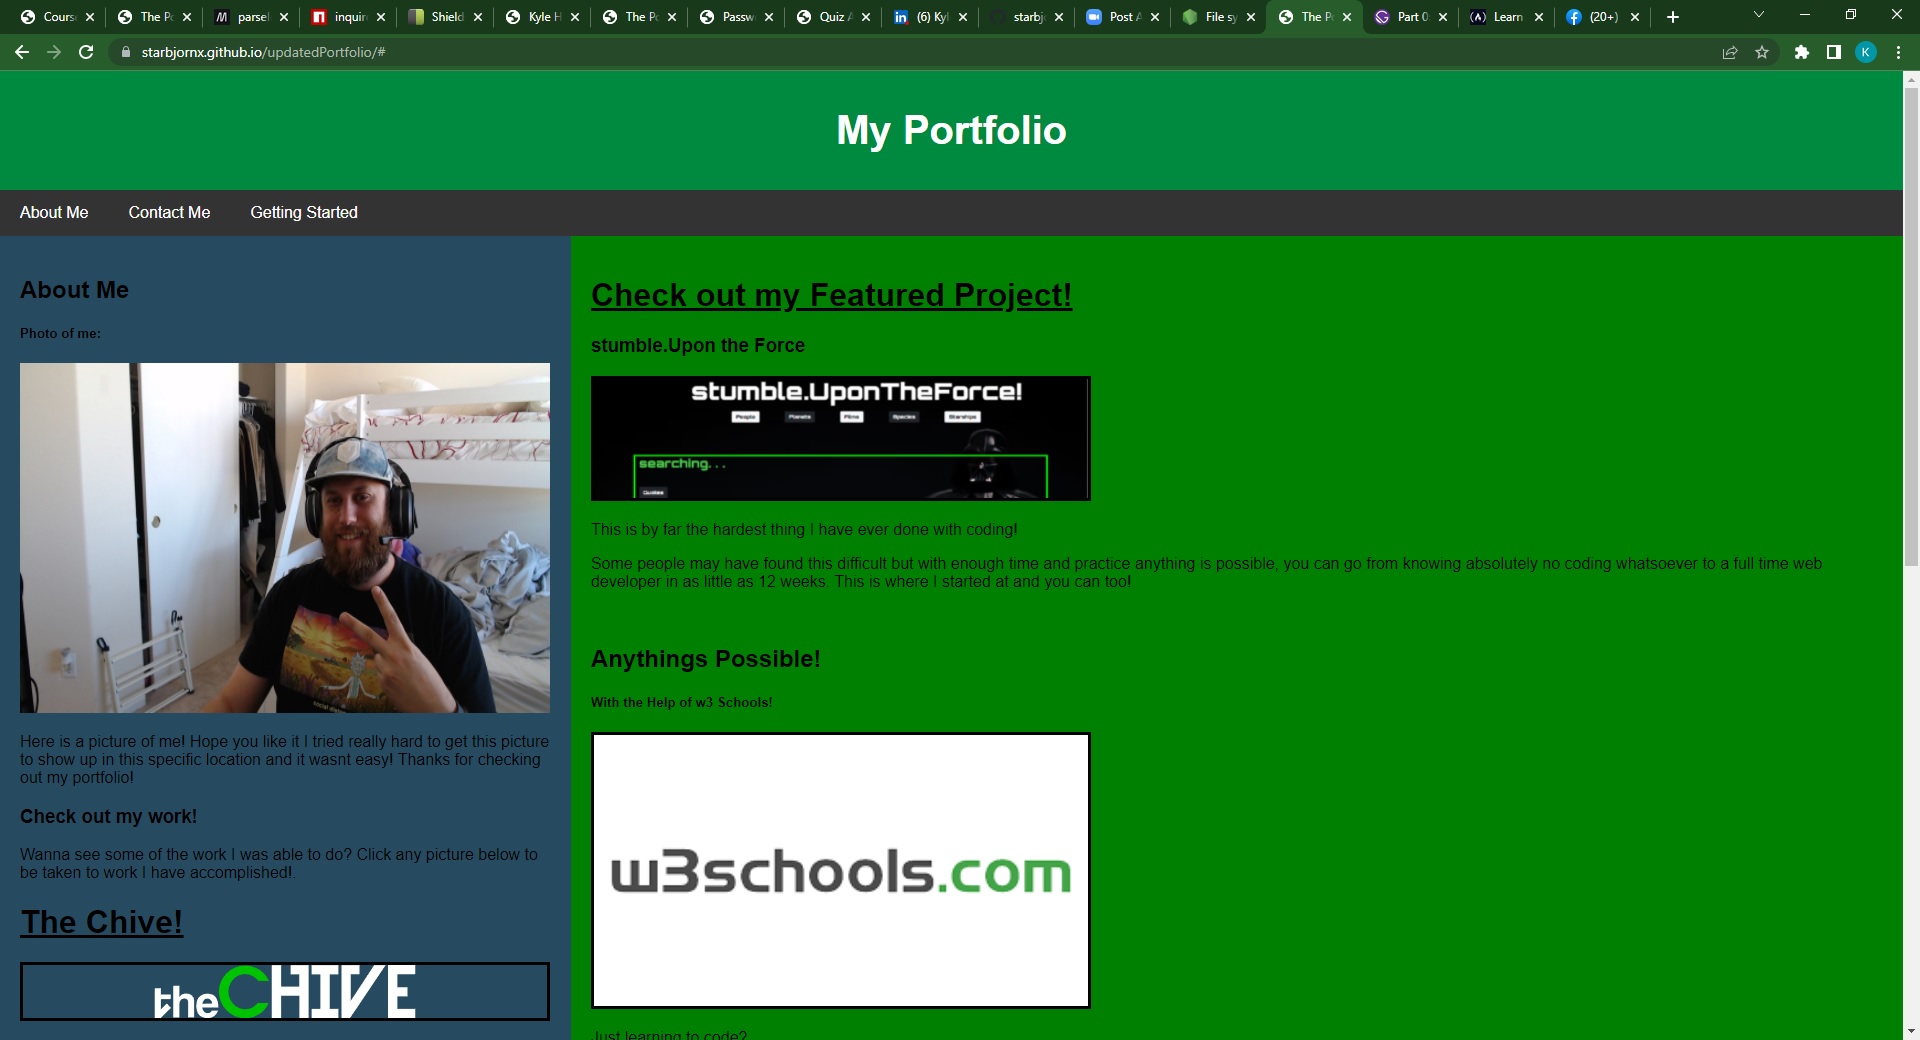 Cours
The Po
parsel
inquir
Shield
Kyle H
The Po
Passw
Quiz A
(6) Kyl
starbj
Post A
File sy
The Po
Part 0
Learn
(20+)
starbjornx.github.io/updatedPortfolio/#
K
My Portfolio
About Me
Contact Me
Getting Started
About Me
Photo of me:
Here is a picture of me! Hope you like it I tried really hard to get this picture
to show up in this specific location and it wasnt easy! Thanks for checking
out my portfolio!
Check out my work!
Wanna see some of the work I was able to do? Click any picture below to
be taken to work I have accomplished!.
The Chive!
theCHIVE
Check out my Featured Project!
stumble.Upon the Force
stumble.UponTheForce!
People
Planets
Films
Species
Starships
searching...
Quotes
This is by far the hardest thing I have ever done with coding!
Some people may have found this difficult but with enough time and practice anything is possible, you can go from knowing absolutely no coding whatsoever to a full time web
developer in as little as 12 weeks. This is where I started at and you can too!
Anythings Possible!
With the Help of w3 Schools!
w3schools.com
Just learning to code?